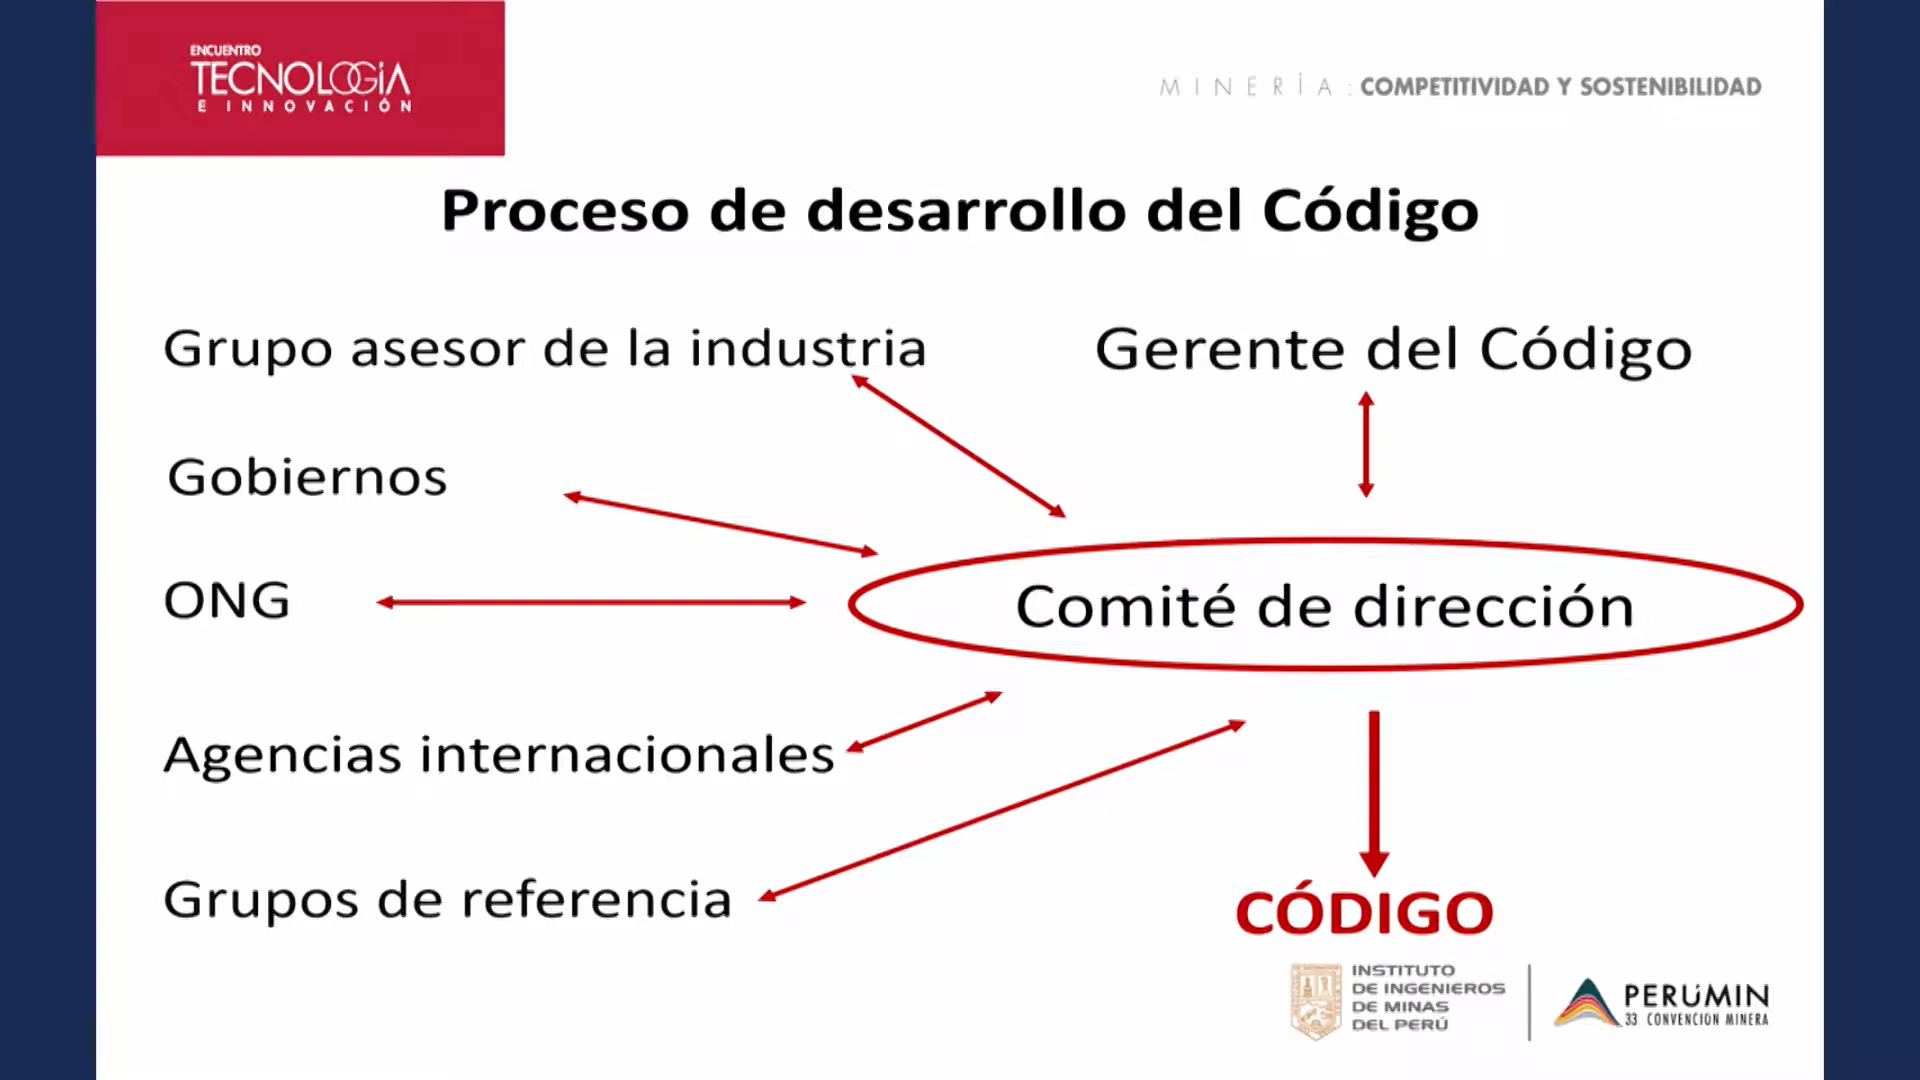 ENCUENTRO
TECNOLOGÍA
E INNOVACIÓN
MINERÍA: COMPETITIVIDAD Y SOSTENIBILIDAD
Proceso de desarrollo del Código
Grupo asesor de la industria
Gerente del Código
Gobiernos
ONG
Comité de dirección
Agencias internacionales
Grupos de referencia
CÓDIGO
INSTITUTO
DE INGENIEROS
DE MINAS
DEL PERÚ
PERÚMIN
33 CONVENCIÓN MINERA